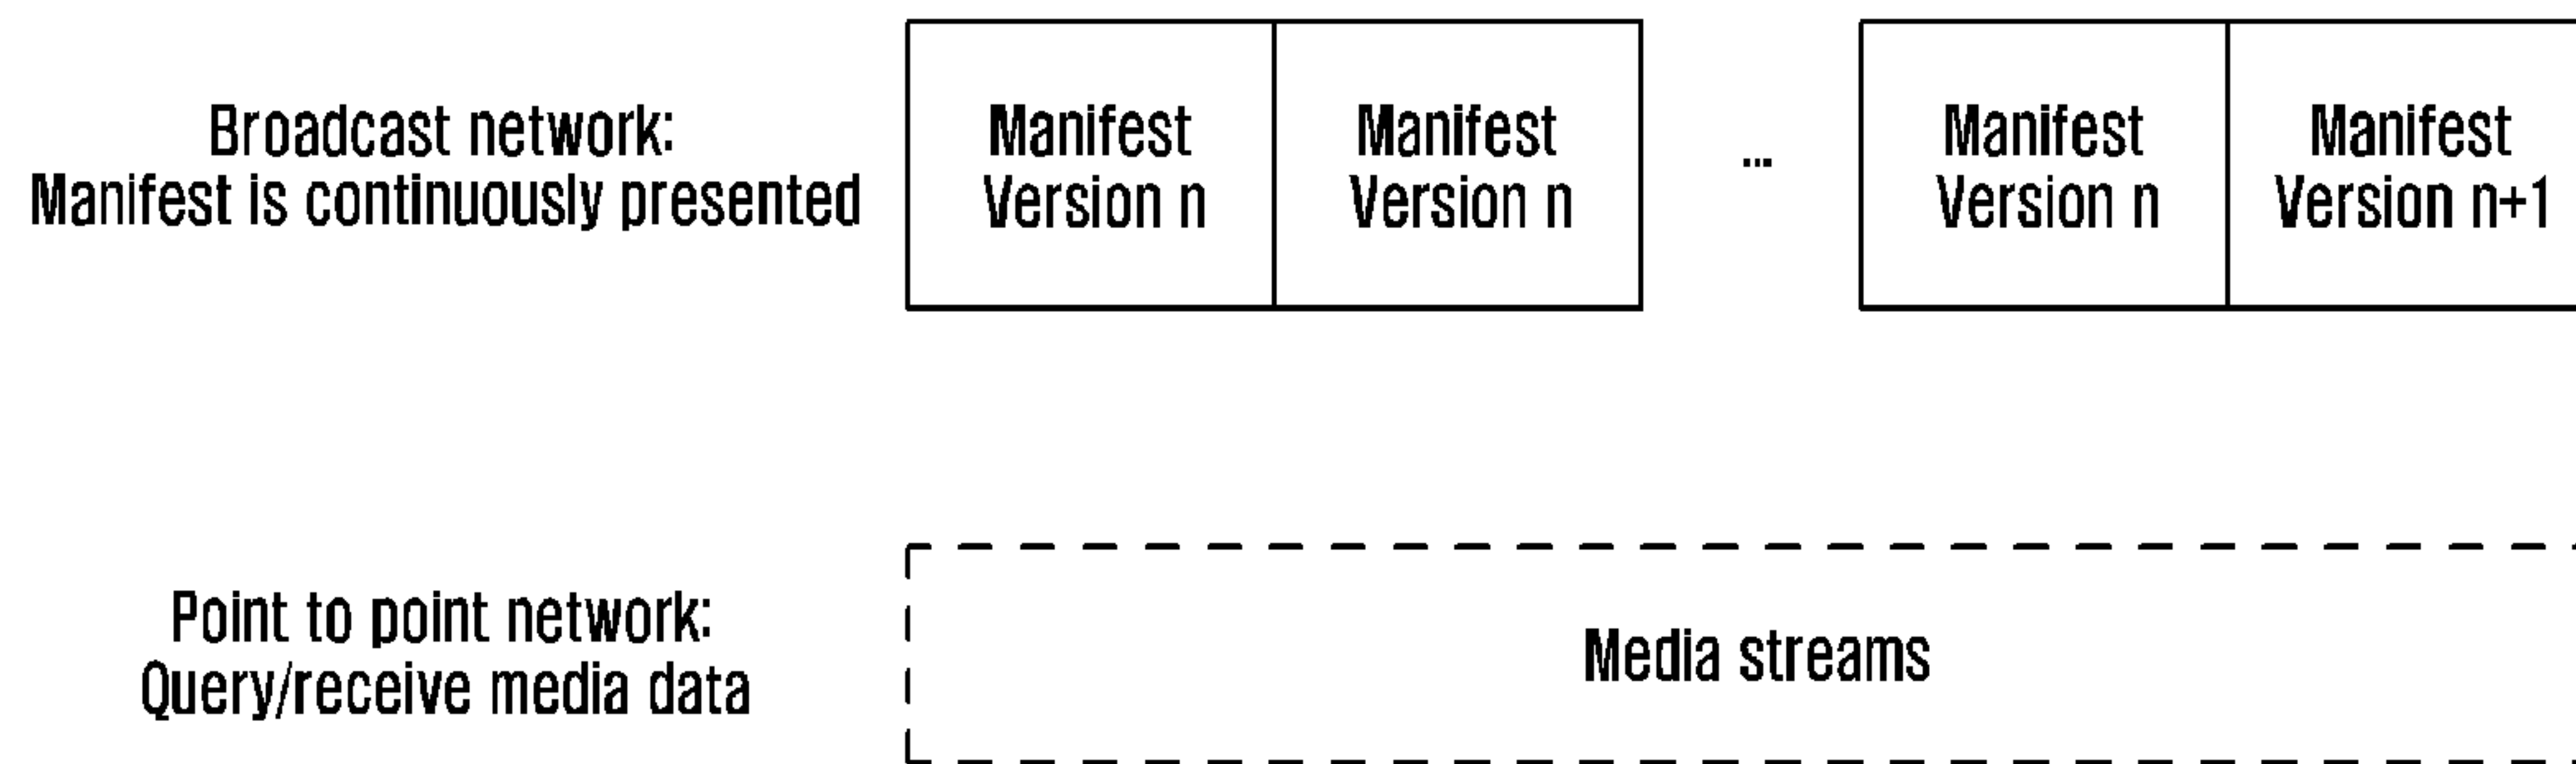 Broadcast network:
Manifest is continuously presented
Manifest
Version n
Manifest
Version n
...
Manifest
Version n
Manifest
Version n+1
Point to point network:
Query/receive media data
Media streams